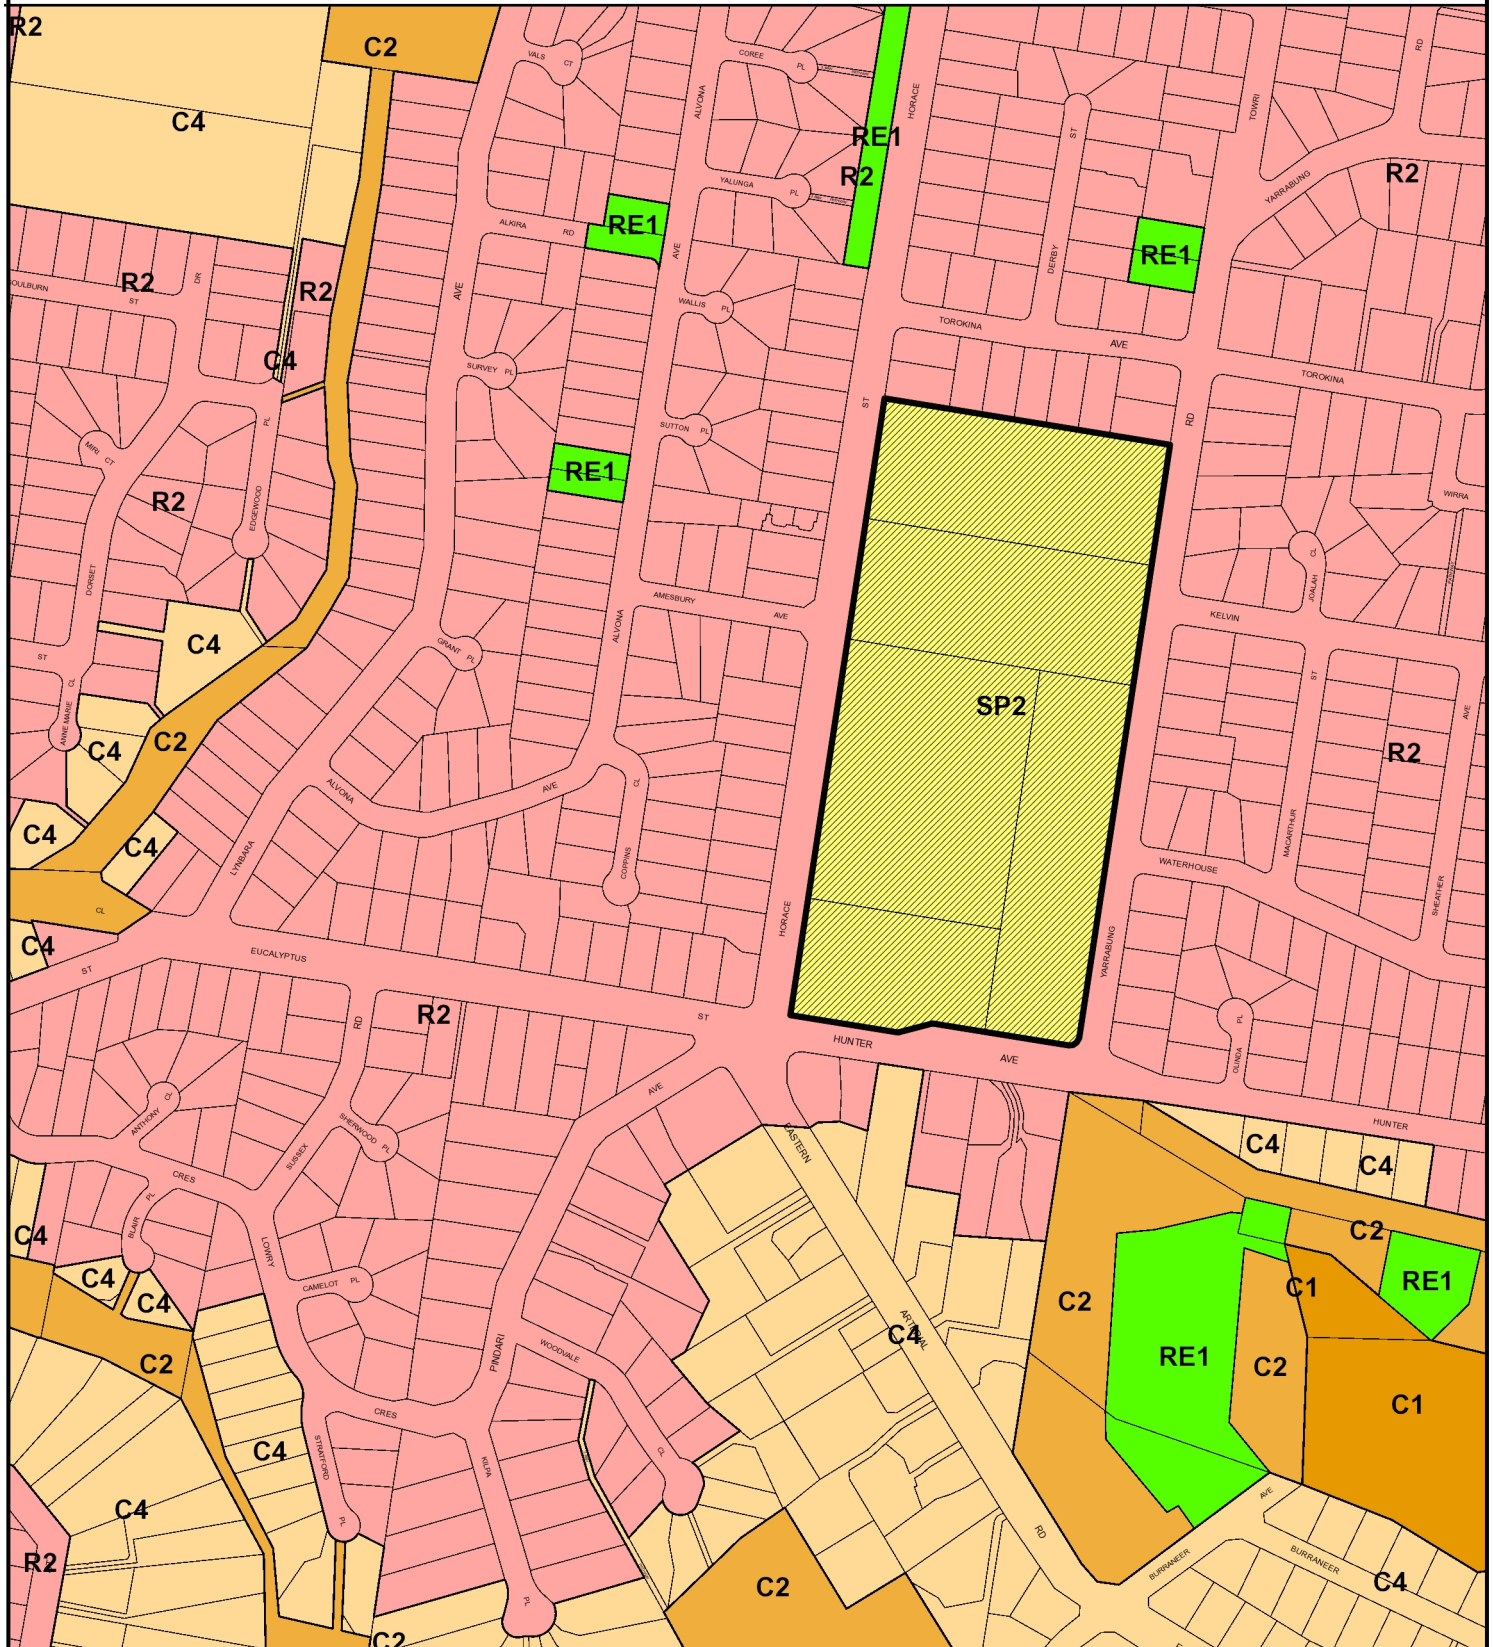 R2
C2
VALS
CT
COREE
PL
HORACE
RD
ALVONA
TOWRI
C4
RE1
ST
R2
YALUNGA
PL
R2
YARRABUNG
ALKIRA
RD
RE1
AVE
DERBY
RE1
R2
DR
OULBURN
ST
R2
AVE
WALLIS
PL
TOROKINA
AVE
C4
SURVEY
PL
TOROKINA
ST
RD
PL
SUTTON
PL
MIRI
CT
RE1
R2
EDGEWOOD
WIRRA
CL
JOALAH
DORSET
AMESBURY
AVE
KELVIN
ALVONA
C4
GRANT
PL
ST
CL
ST
SP2
AVE
ANNE MARIE
C4
C2
R2
ALVONA
AVE
CL
C4
C4
LYNBARA
COPPINS
MACARTHUR
WATERHOUSE
SHEATHER
CL
HORACE
C4
EUCALYPTUS
YARRABUNG
ST
R2
RD
ST
HUNTER
AVE
PL
OLINDA
AVE
CL
ANTHONY
SHERWOOD
PL
SUSSEX
EASTERN
HUNTER
C4
C4
CRES
PL
BLAIR
C4
LOWRY
C2
C4
C4
CAMELOT
PL
C2
C1
RE1
ARTERIAL
C4
PINDARI
WOODVALE
RE1
C2
C2
C1
CRES
STRATFORD
C4
KILPA
CL
C4
AVE
PL
RD
R2
BURRANEER
BURRANEER
C4
C2
PL
C2